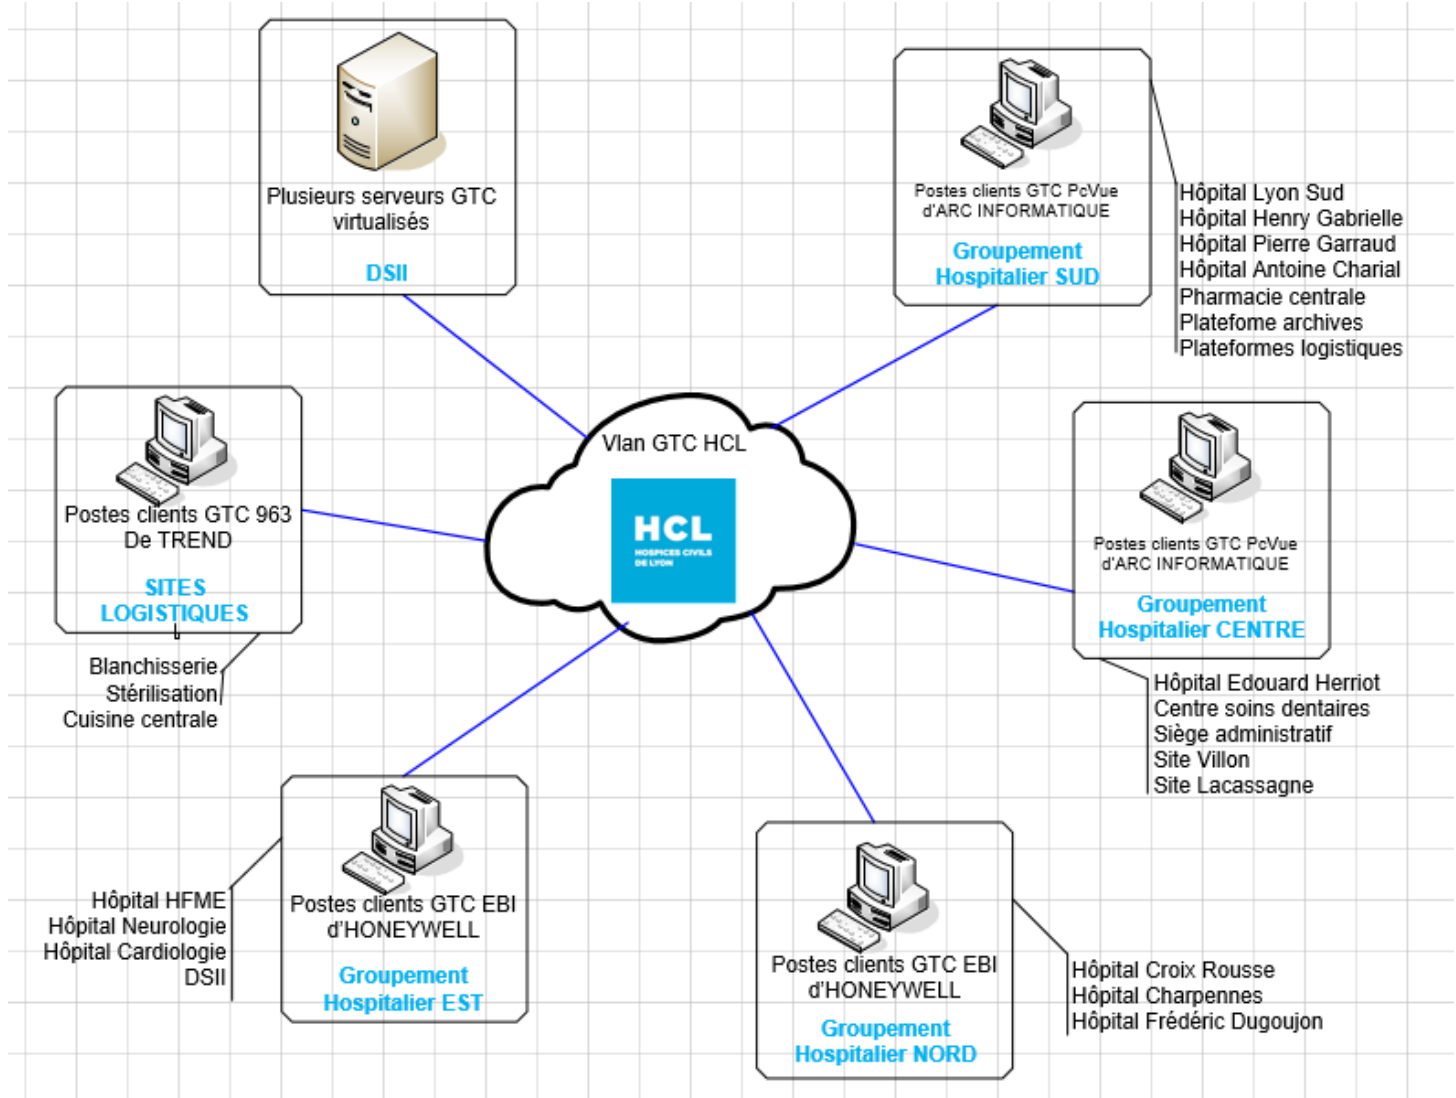 Plusieurs serveurs GTC
virtualisés
DSII
Postes clients GTC PcVue
d'ARC INFORMATIQUE
Groupement
Hospitalier SUD
Hôpital Lyon Sud
Hôpital Henry Gabrielle
Hôpital Pierre Garraud
Hôpital Antoine Charial
Pharmacie centrale
Platefome archives
Plateformes logistiques
Vlan GTC HCL
HCL
HOSPICES CIVILS
DE LYON
Postes clients GTC 963
De TREND
SITES
LOGISTIQUES
Blanchisserie
Stérilisation
Cuisine centrale
Postes clients GTC PcVue
d'ARC INFORMATIQUE
Groupement
Hospitalier CENTRE
Hôpital Edouard Herriot
Centre soins dentaires
Siège administratif
Site Villon
Site Lacassagne
Hôpital HFME
Hôpital Neurologie
Hôpital Cardiologie
DSII
Postes clients GTC EBI
d'HONEYWELL
Groupement
Hospitalier EST
Postes clients GTC EBI
d'HONEYWELL
Groupement
Hospitalier NORD
Hôpital Croix Rousse
Hôpital Charpennes
Hôpital Frédéric Dugoujon